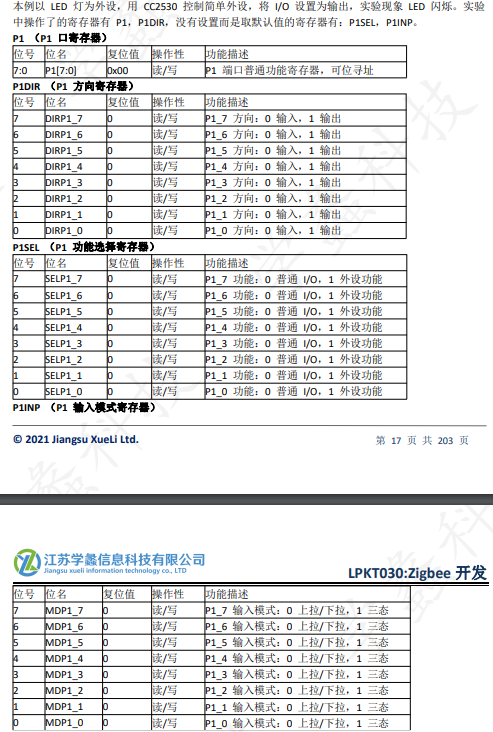 本例以 LED 灯为外设，用 CC2530 控制简单外设，将 I/O 设置为输出，实验现象 LED 闪烁。实验
中操作了的寄存器有 P1，P1DIR，没有设置而是取默认值的寄存器有：P1SEL，P1INP。
P1 （P1 口寄存器）
位号 位名 复位值 操作性 功能描述
7:0 P1[7:0] 0x00 读/写 P1 端口普通功能寄存器，可位寻址
P1DIR （P1 方向寄存器）
位号 位名 复位值 操作性 功能描述
7 DIRP1_7 0 读/写 P1_7 方向：0 输入，1 输出
6 DIRP1_6 0 读/写 P1_6 方向：0 输入，1 输出
5 DIRP1_5 0 读/写 P1_5 方向：0 输入，1 输出
4 DIRP1_4 0 读/写 P1_4 方向：0 输入，1 输出
3 DIRP1_3 0 读/写 P1_3 方向：0 输入，1 输出
2 DIRP1_2 0 读/写 P1_2 方向：0 输入，1 输出
1 DIRP1_1 0 读/写 P1_1 方向：0 输入，1 输出
0 DIRP1_0 0 读/写 P1_0 方向：0 输入，1 输出
P1SEL （P1 功能选择寄存器）
位号 位名 复位值 操作性 功能描述
7 SELP1_7 0 读/写 P1_7 功能：0 普通 I/O，1 外设功能
6 SELP1_6 0 读/写 P1_6 功能：0 普通 I/O，1 外设功能
5 SELP1_5 0 读/写 P1_5 功能：0 普通 I/O，1 外设功能
4 SELP1_4 0 读/写 P1_4 功能：0 普通 I/O，1 外设功能
3 SELP1_3 0 读/写 P1_3 功能：0 普通 I/O，1 外设功能
2 SELP1_2 0 读/写 P1_2 功能：0 普通 I/O，1 外设功能
1 SELP1_1 0 读/写 P1_1 功能：0 普通 I/O，1 外设功能
0 SELP1_0 0 读/写 P1_0 功能：0 普通 I/O，1 外设功能
P1INP （P1 输入模式寄存器）
© 2021 Jiangsu XueLi Ltd. 第 17 页 共 203 页
江苏学蠡信息科技有限公司
Jiangsu xueli information technology co., LTD
LPKT030:Zigbee 开发
位号 位名 复位值 操作性 功能描述
7 MDP1_7 0 读/写 P1_7 输入模式：0 上拉/下拉，1 三态
6 MDP1_6 0 读/写 P1_6 输入模式：0 上拉/下拉，1 三态
5 MDP1_5 0 读/写 P1_5 输入模式：0 上拉/下拉，1 三态
4 MDP1_4 0 读/写 P1_4 输入模式：0 上拉/下拉，1 三态
3 MDP1_3 0 读/写 P1_3 输入模式：0 上拉/下拉，1 三态
2 MDP1_2 0 读/写 P1_2 输入模式：0 上拉/下拉，1 三态
1 MDP1_1 0 读/写 P1_1 输入模式：0 上拉/下拉，1 三态
0 MDP1_0 0 读/写 P1_0 输入模式：0 上拉/下拉，1 三态